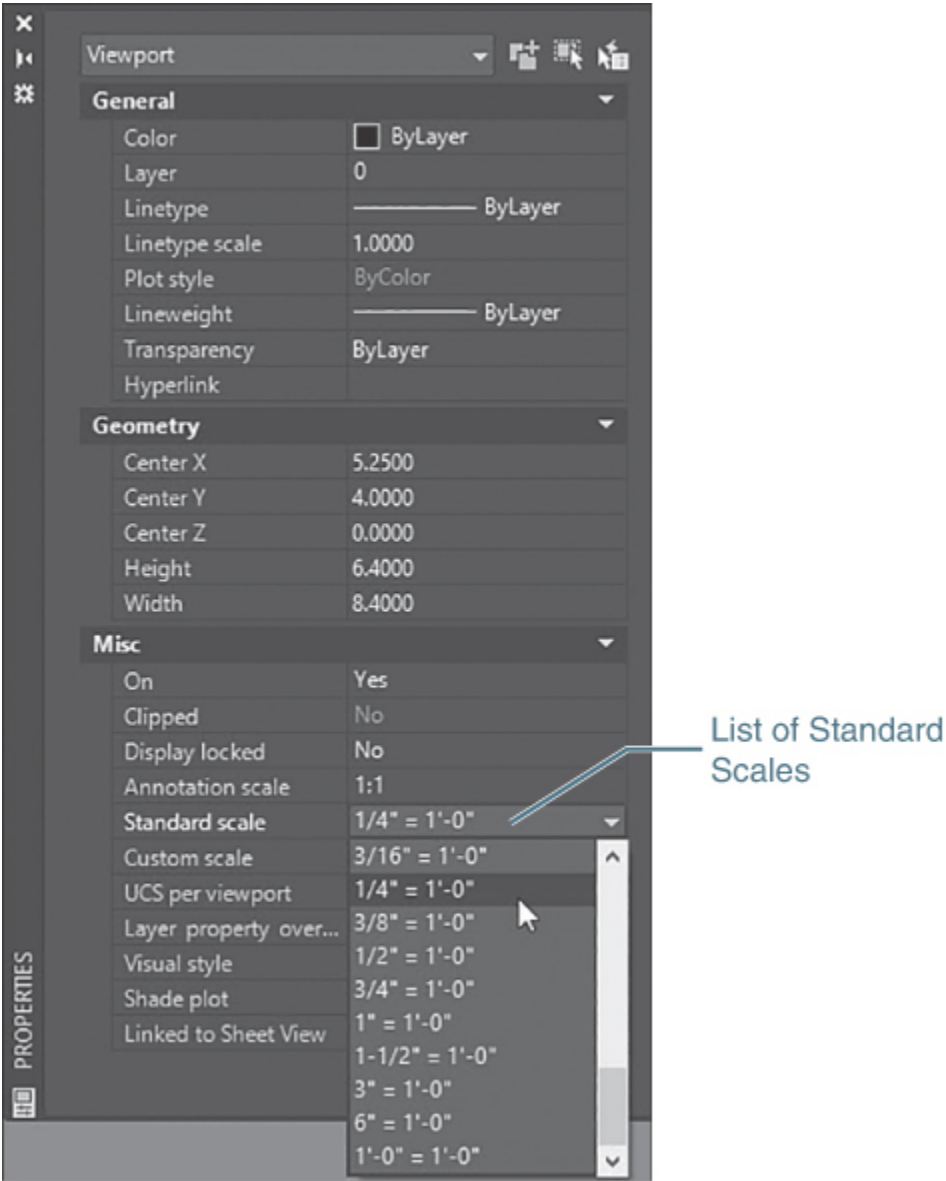 Viewport
General
Color ByLayer
Layer 0
Linetype ByLayer
Linetype scale 1.0000
Plot style ByColor
Lineweight ByLayer
Transparency ByLayer
Hyperlink
Geometry
Center X 5.2500
Center Y 4.0000
Center Z 0.0000
Height 6.4000
Width 8.4000
Misc
On Yes
Clipped No
Display locked No
Annotation scale 1:1
Standard scale 1/4" = 1'-0"
Custom scale 3/16" = 1'-0"
UCS per viewport 1/4" = 1'-0"
Layer property over... 3/8" = 1'-0"
Visual style 1/2" = 1'-0"
Shade plot 3/4" = 1'-0"
Linked to Sheet View 1" = 1'-0"
1-1/2" = 1'-0"
3" = 1'-0"
6" = 1'-0"
1'-0" = 1'-0"
PROPERTIES
List of Standard
Scales